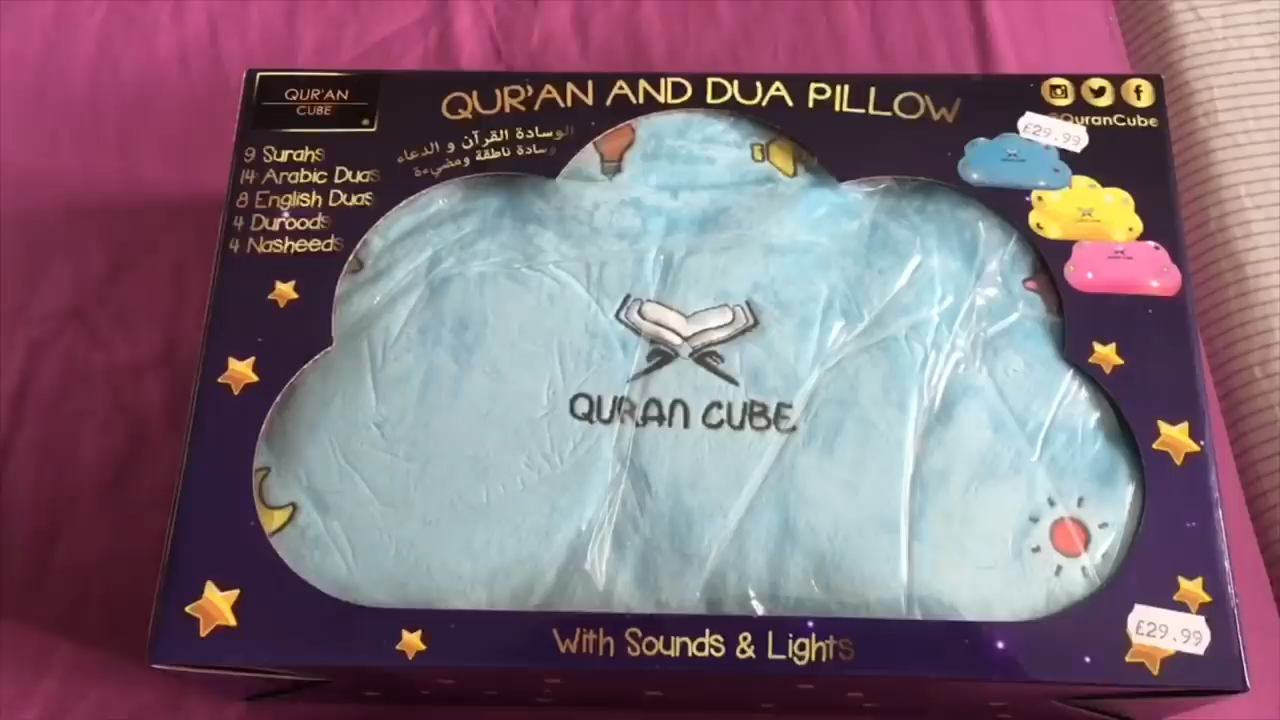 QUR'AN
CUBE
QUR'AN AND DUA PILLOW
الوسادة القرآن و الدعاء
وسادة ناطقة ومضيءة
@QuranCube
£29.99
9 Surahs
14 Arabic Duas
8 English Duas
4 Duroods
4 Nasheeds
QURAN CUBE
With Sounds & Lights
£29.99